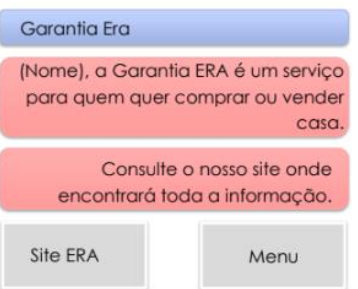 Garantia Era
(Nome), a Garantia ERA é um serviço
para quem quer comprar ou vender
casa.
Consulte o nosso site onde
encontrará toda a informação.
Site ERA
Menu